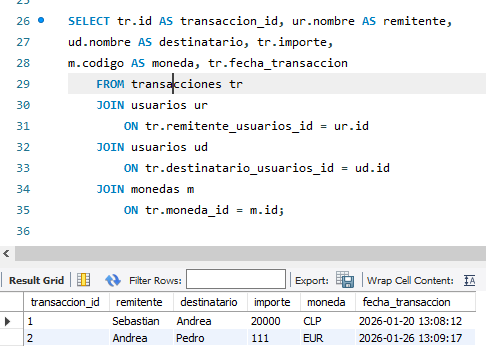 25
26 SELECT tr.id AS transaccion_id, ur.nombre AS remitente,
27 ud.nombre AS destinatario, tr.importe,
28 m.codigo AS moneda, tr.fecha_transaccion
29 FROM transacciones tr
30 JOIN usuarios ur
31 ON tr.remitente_usuarios_id = ur.id
32 JOIN usuarios ud
33 ON tr.destinatario_usuarios_id = ud.id
34 JOIN monedas m
35 ON tr.moneda_id = m.id;
36
Result Grid Filter Rows: Export: Wrap Cell Content:
transaccion_id remitente destinatario importe moneda fecha_transaccion
1 Sebastian Andrea 20000 CLP 2026-01-20 13:08:12
2 Andrea Pedro 111 EUR 2026-01-26 13:09:17